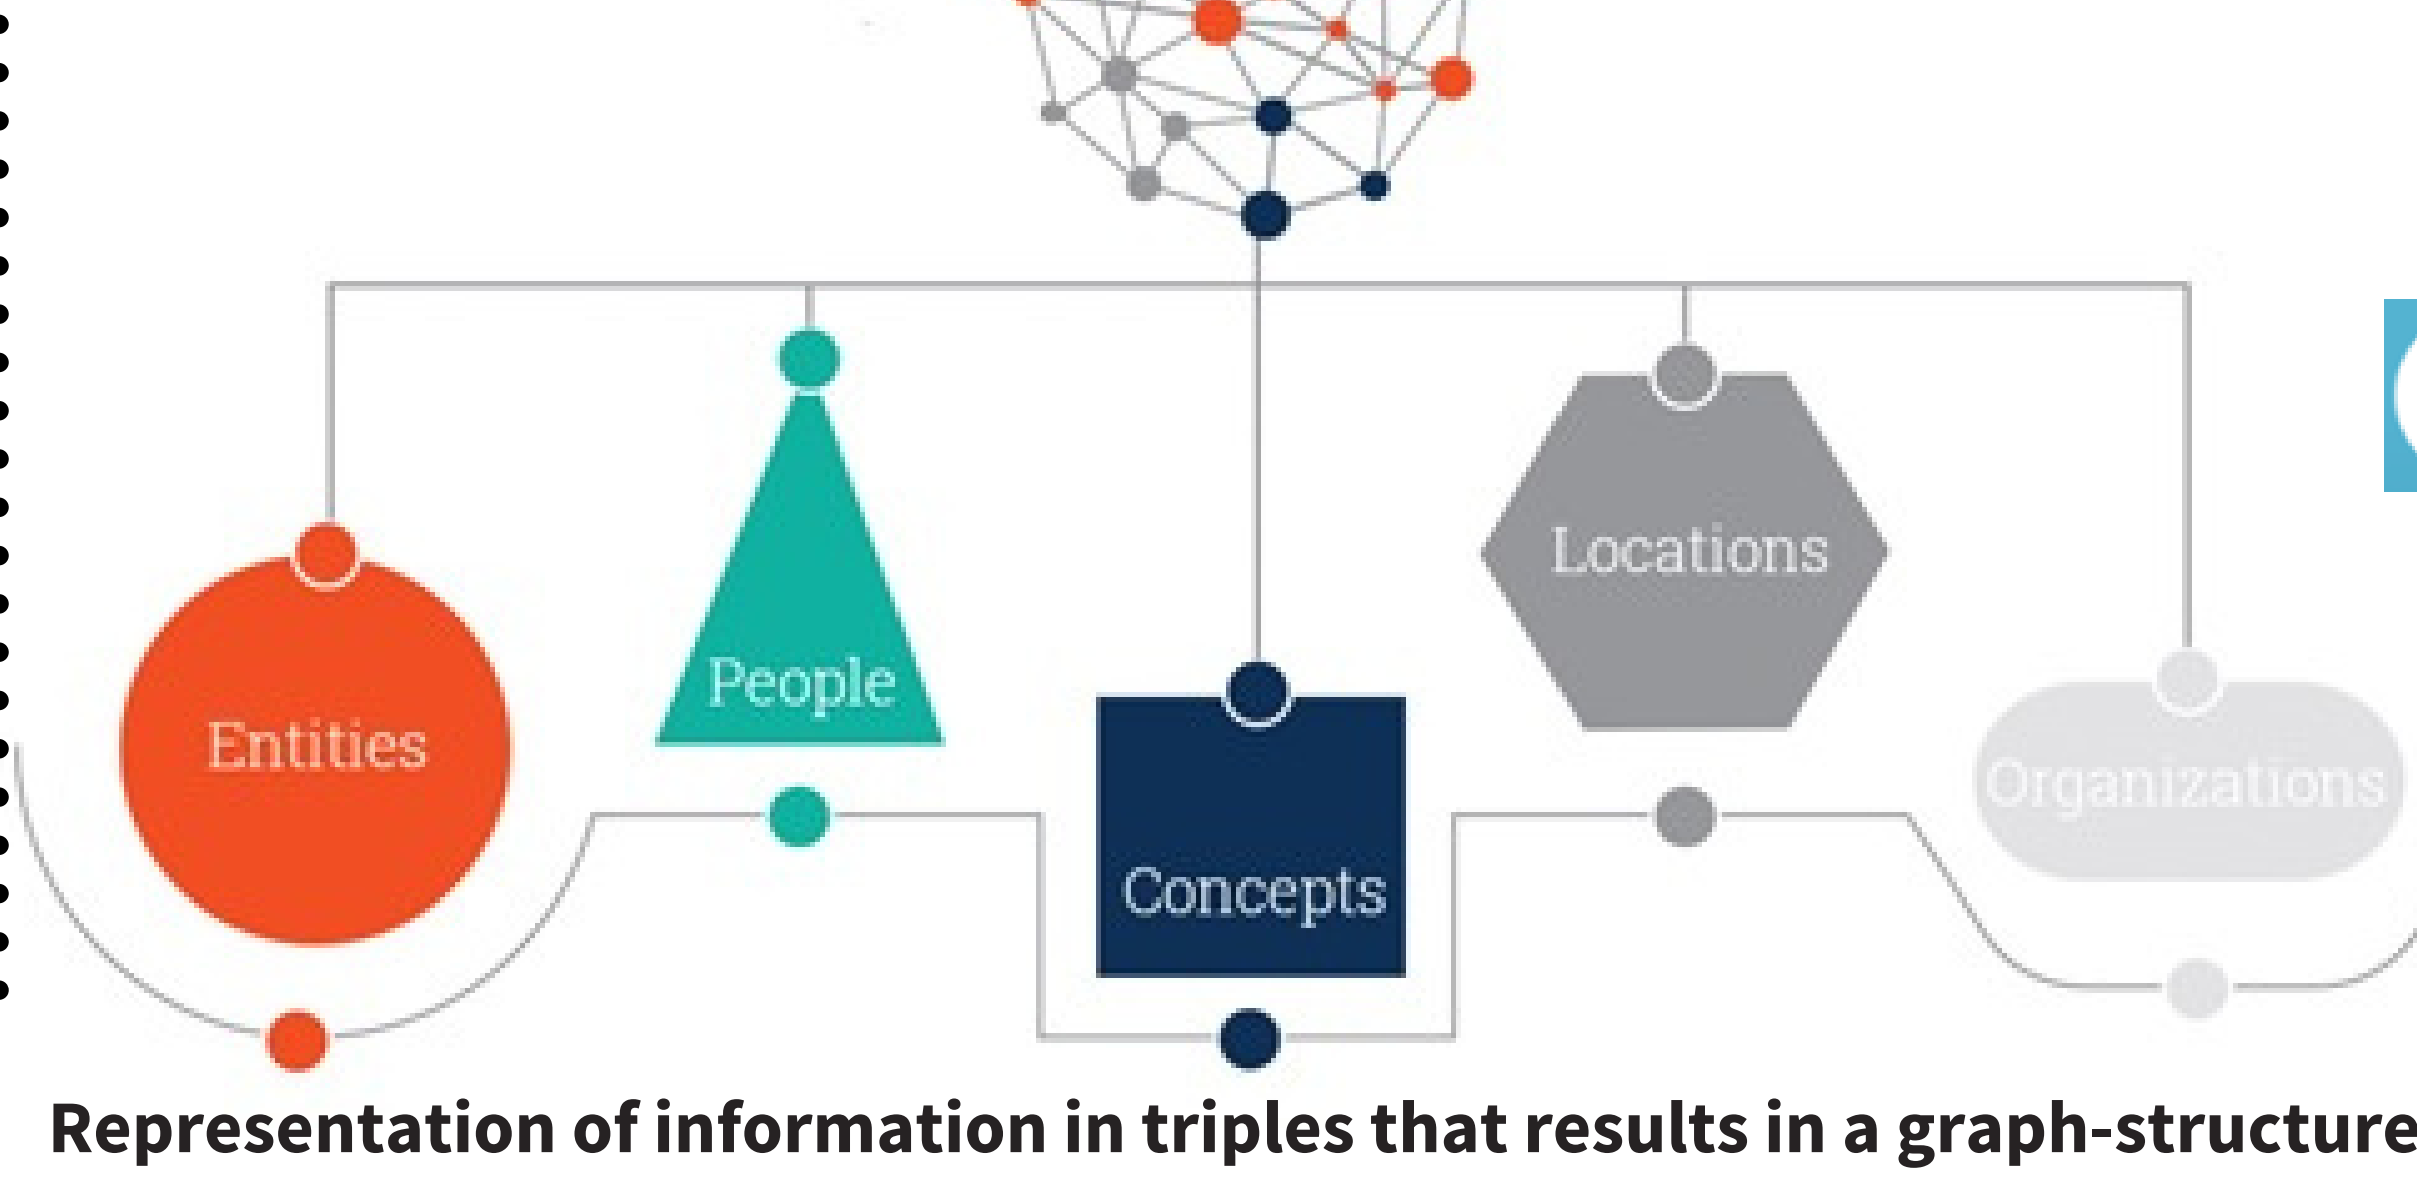 Locations
People
Entities
Organizations
Concepts
Representation of information in triples that results in a graph-structure